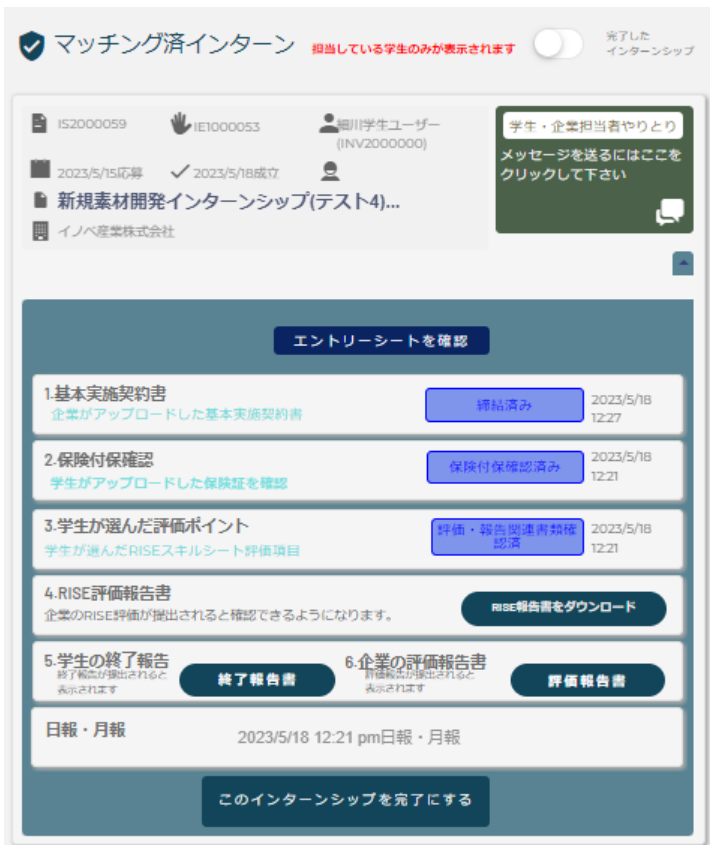 マッチング済インターン 担当している学生のみが表示されます 完了した
インターンシップ
IS2000059 IE1000053 細川学生ユーザー
(INV2000000)
2023/5/15応募 2023/5/18成立
新規素材開発インターンシップ(テスト4)...
イノベ産業株式会社
学生・企業担当者やりとり
メッセージを送るにはここを
クリックして下さい
エントリーシートを確認
1.基本実施契約書
企業がアップロードした基本実施契約書
締結済み
2023/5/18
12:27
2.保険付保確認
学生がアップロードした保険証を確認
保険付保確認済み
2023/5/18
12:21
3.学生が選んだ評価ポイント
学生が選んだRISEスキルシート評価項目
評価・報告関連書類確
認済
2023/5/18
12:21
4.RISE評価報告書
企業のRISE評価が提出されると確認できるようになります。
RISE報告書をダウンロード
5.学生の終了報告
終了報告が提出されると
表示されます
終了報告書
6.企業の評価報告書
評価報告が提出されると
表示されます
評価報告書
日報・月報
2023/5/18 12:21 pm日報・月報
このインターンシップを完了にする